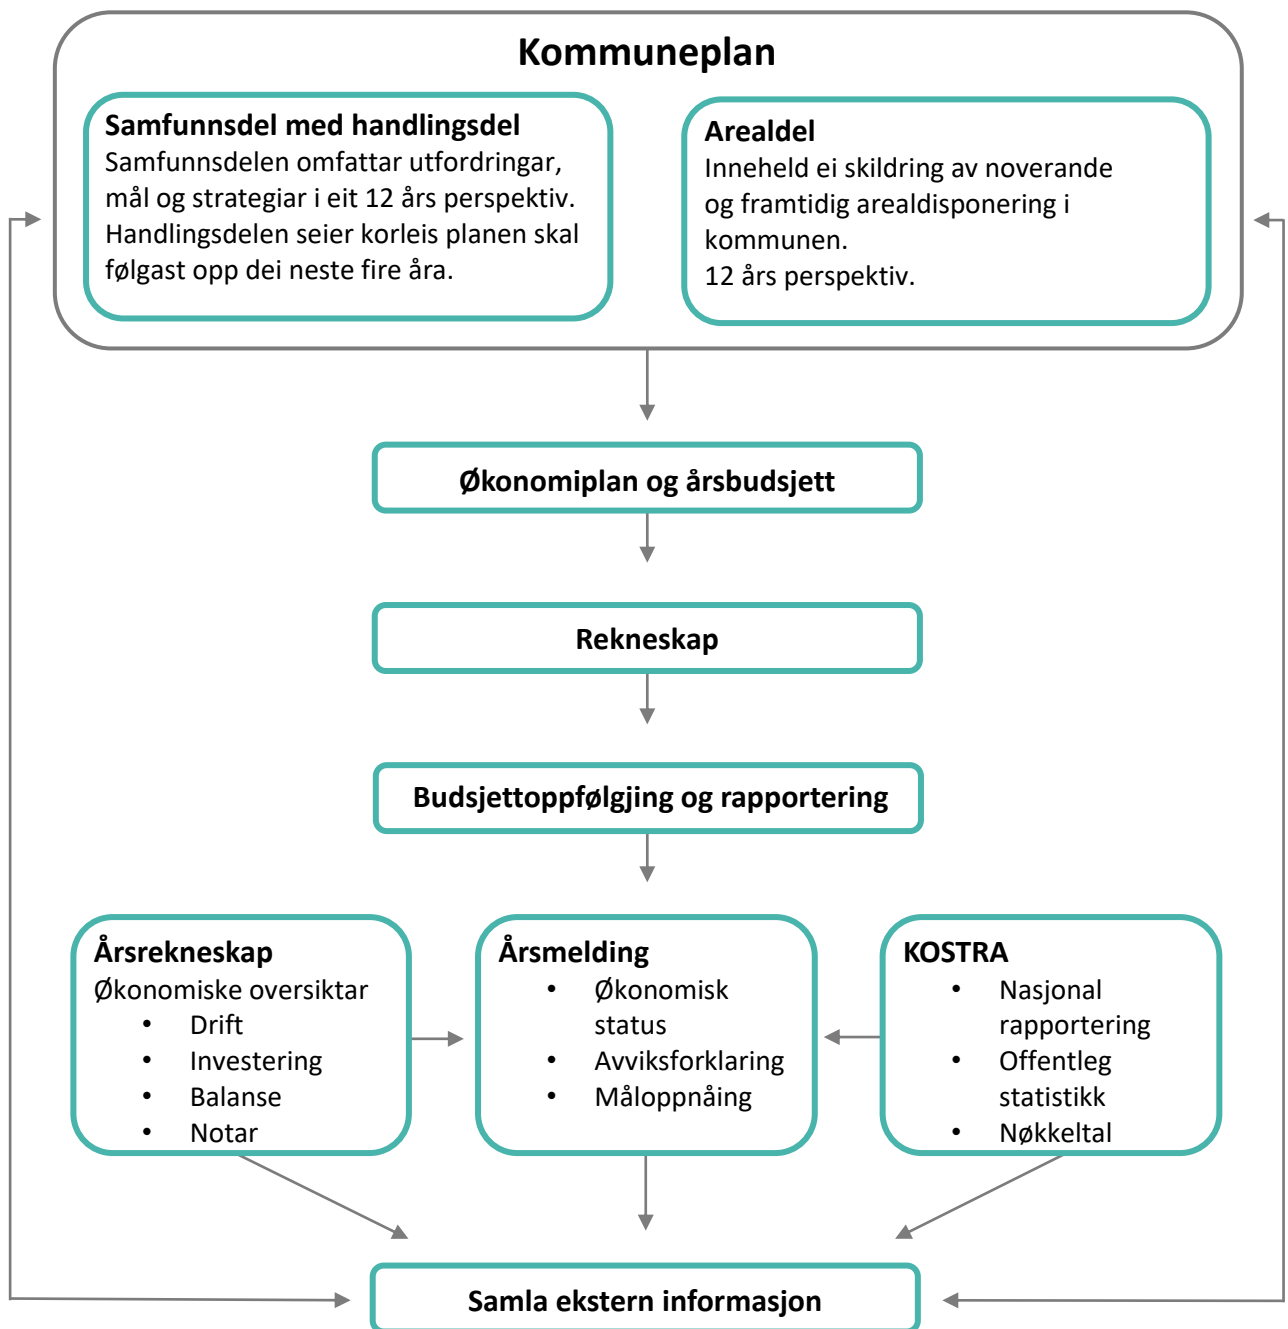 Kommuneplan
Samfunnsdel med handlingsdel
Samfunnsdelen omfattar utfordringar,
mål og strategiar i eit 12 års perspektiv.
Handlingsdelen seier korleis planen skal
følgast opp dei neste fire åra.
Arealdel
Inneheld ei skildring av noverande
og framtidig arealdisponering i
kommunen.
12 års perspektiv.
Økonomiplan og årsbudsjett
Rekneskap
Budsjettoppfølgjing og rapportering
Årsrekneskap
Økonomiske oversiktar
• Drift
• Investering
• Balanse
• Notar
Årsmelding
• Økonomisk
status
• Avviksforklaring
• Måloppnåing
KOSTRA
• Nasjonal
rapportering
• Offentleg
statistikk
• Nøkkeltal
Samla ekstern informasjon